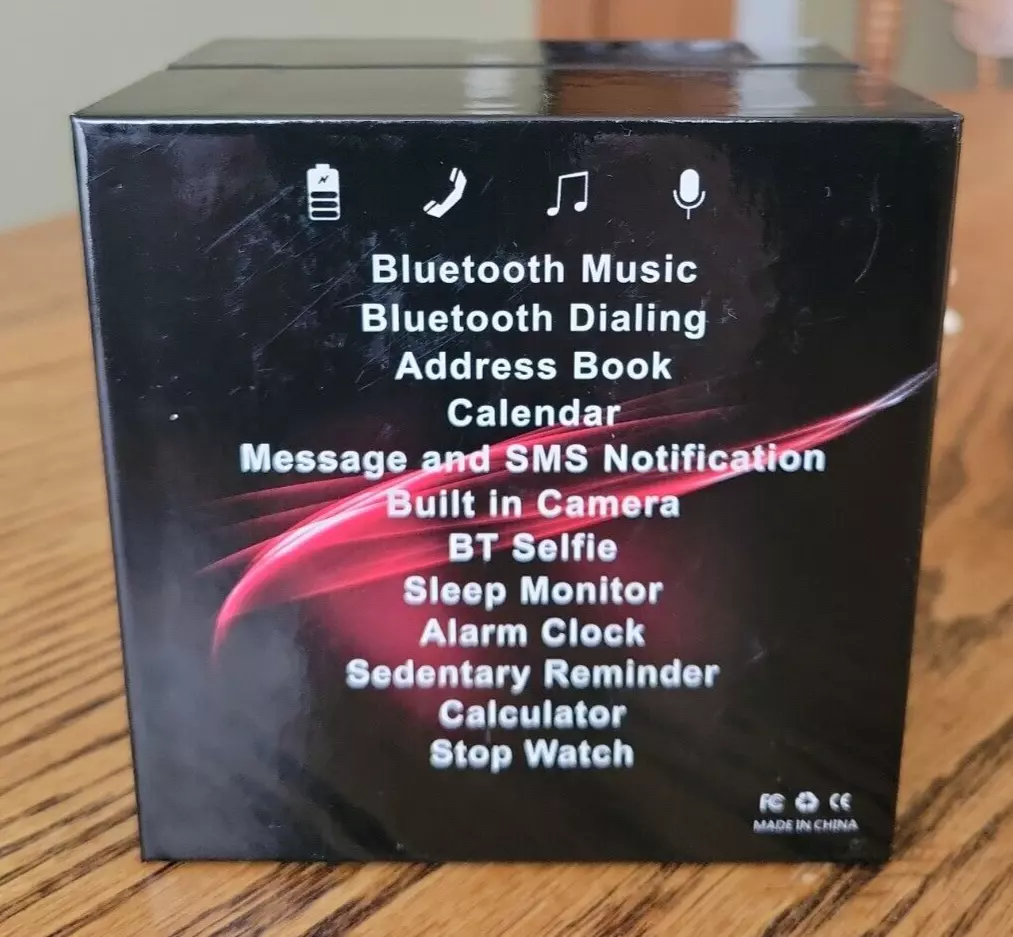 Bluetooth Music
Bluetooth Dialing
Address Book
Calendar
Message and SMS Notification
Built in Camera
BT Selfie
Sleep Monitor
Alarm Clock
Sedentary Reminder
Calculator
Stop Watch
FC CE
MADE IN CHINA